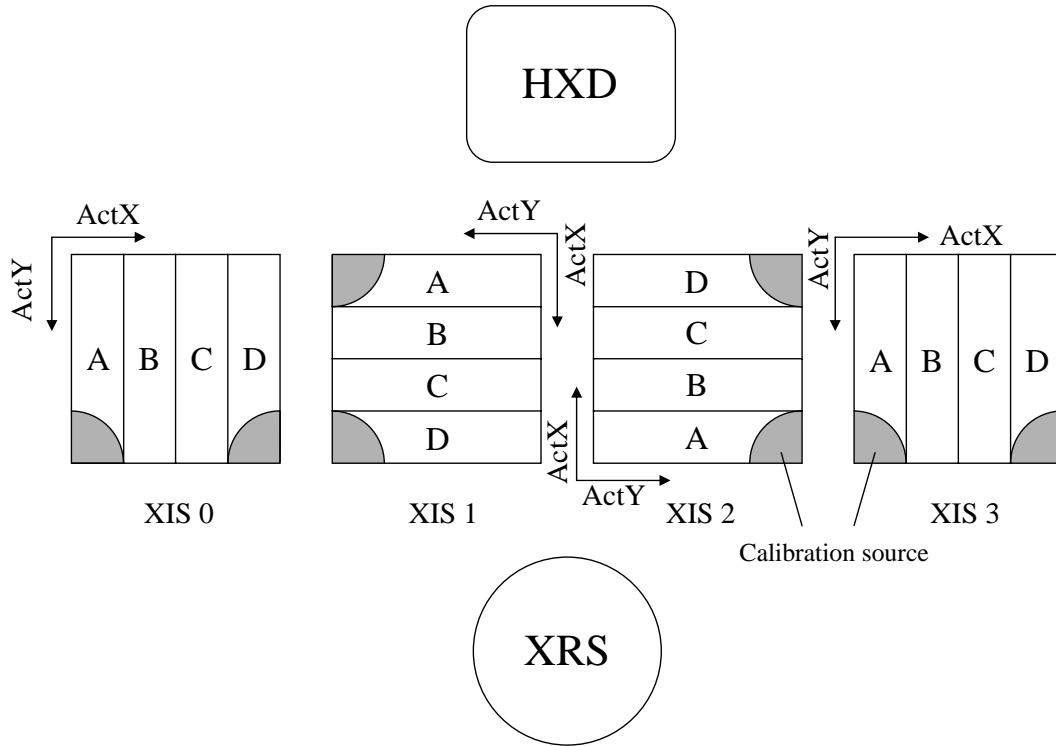 HXD
ActX
ActY
A B C D
XIS 0
ActY
ActX
A
B
C
D
XIS 1
D
C
B
A
ActX
ActY
XIS 2
ActY
ActX
A B C D
XIS 3
Calibration source
XRS